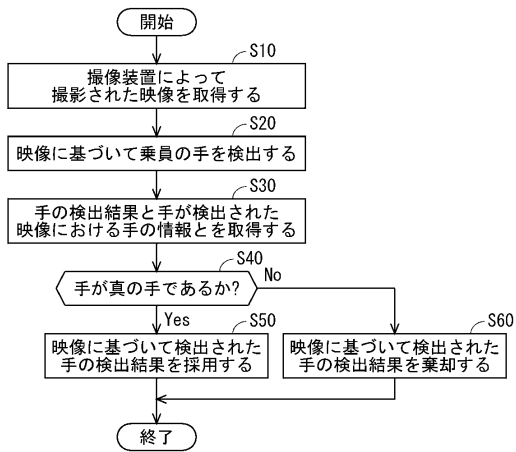 開始
S10
撮像装置によって
撮影された映像を取得する
S20
映像に基づいて乗員の手を検出する
S30
手の検出結果と手が検出された
映像における手の情報とを取得する
S40
手が真の手であるか?
No
Yes
S50
映像に基づいて検出された
手の検出結果を採用する
S60
映像に基づいて検出された
手の検出結果を棄却する
終了